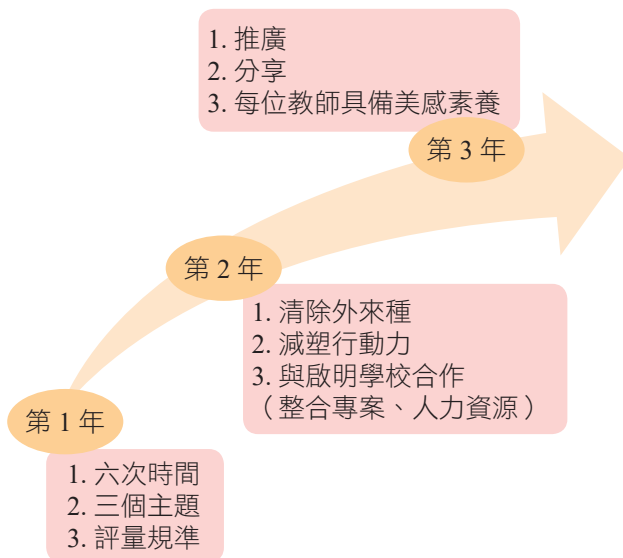 1. 推廣
2. 分享
3. 每位教師具備美感素養
第 3 年
第 2 年
1. 清除外來種
2. 減塑行動力
3. 與啟明學校合作
（整合專案、人力資源）
第 1 年
1. 六次時間
2. 三個主題
3. 評量規準